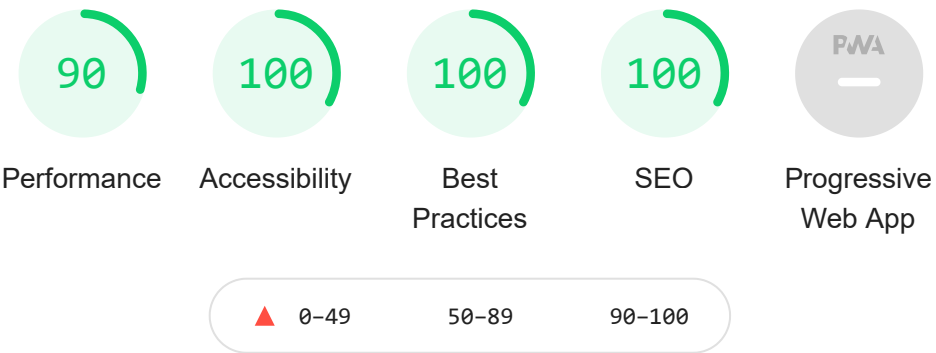 90
100
100
100
PWA
Performance
Accessibility
Best
Practices
SEO
Progressive
Web App
0–49
50–89
90–100